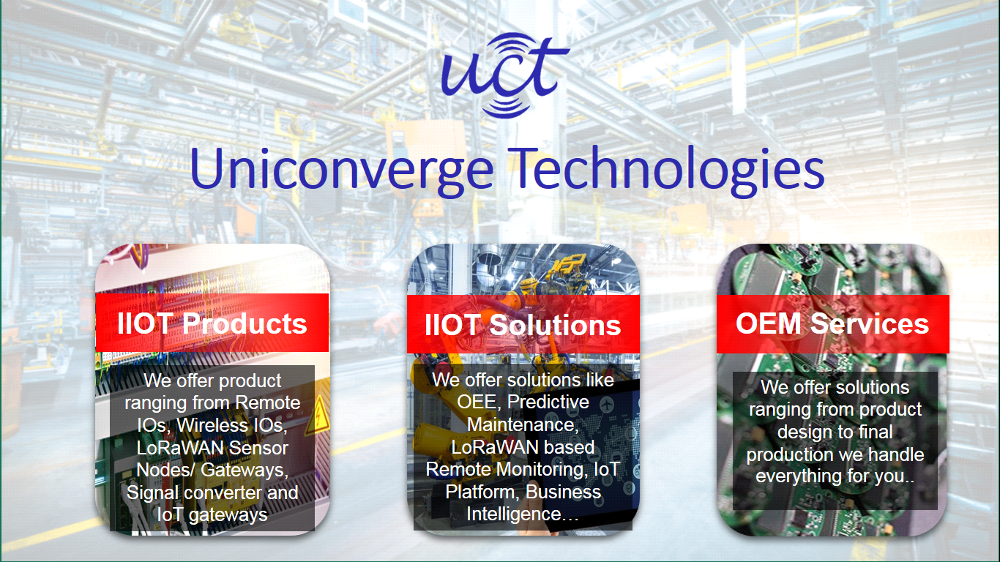 uct
Uniconverge Technologies
IIOT Products
We offer product
ranging from Remote
IOs, Wireless IOs,
LoRaWAN Sensor
Nodes/ Gateways,
Signal converter and
IoT gateways
IIOT Solutions
We offer solutions like
OEE, Predictive
Maintenance,
LoRaWAN based
Remote Monitoring, IoT
Platform, Business
Intelligence…
OEM Services
We offer solutions
ranging from product
design to final
production we handle
everything for you..